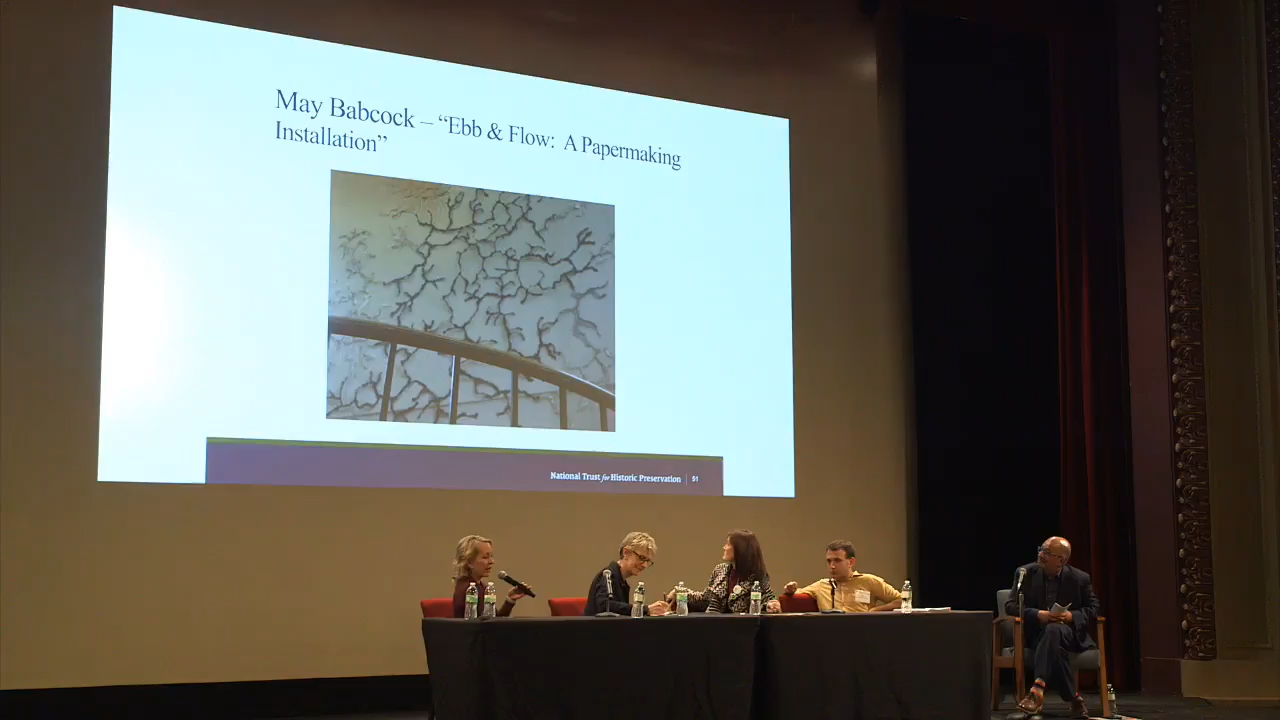 May Babcock – “Ebb & Flow:  A Papermaking
Installation”
National Trust for Historic Preservation | 51